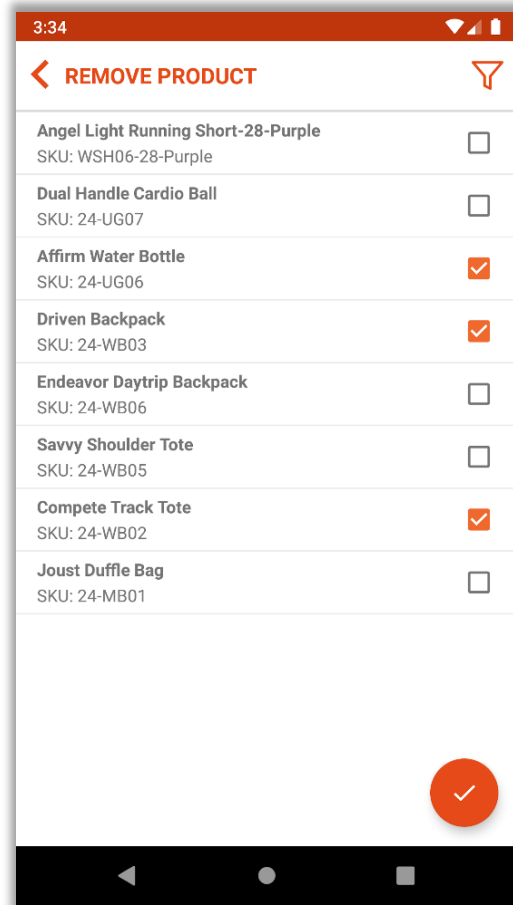 3:34
REMOVE PRODUCT
Angel Light Running Short-28-Purple
SKU: WSH06-28-Purple
Dual Handle Cardio Ball
SKU: 24-UG07
Affirm Water Bottle
SKU: 24-UG06
Driven Backpack
SKU: 24-WB03
Endeavor Daytrip Backpack
SKU: 24-WB06
Savvy Shoulder Tote
SKU: 24-WB05
Compete Track Tote
SKU: 24-WB02
Joust Duffle Bag
SKU: 24-MB01